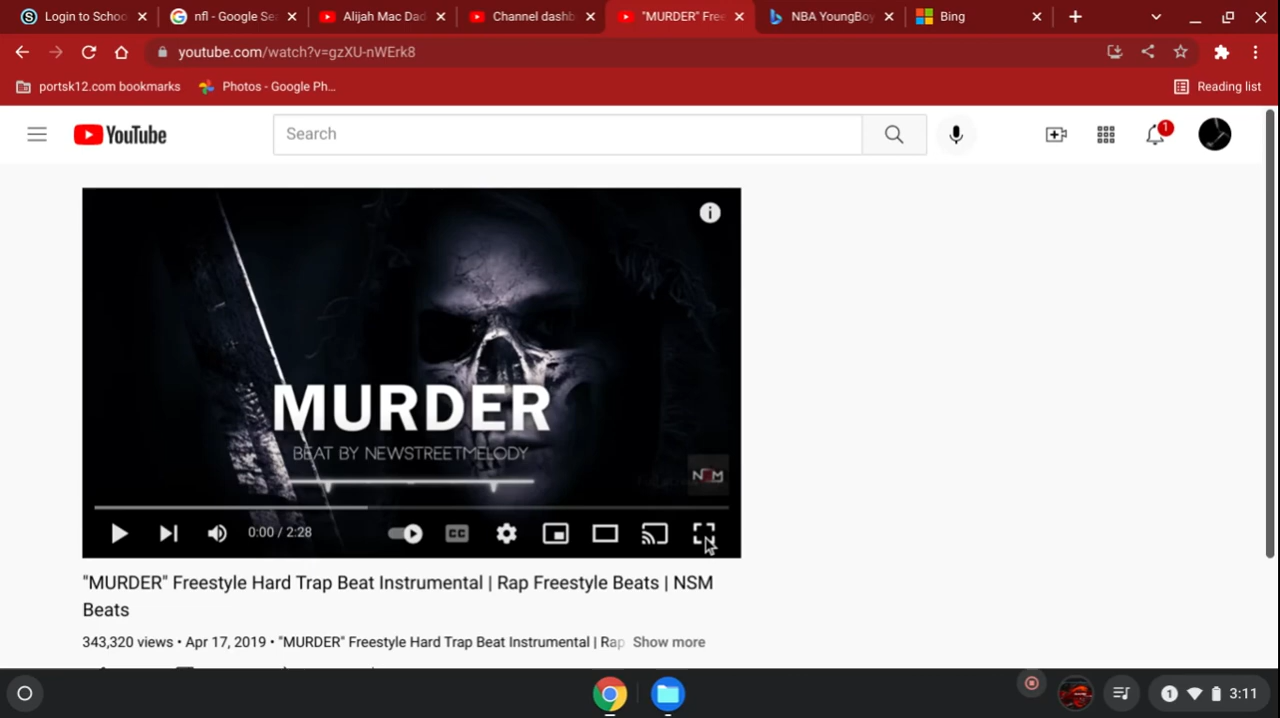 Login to Schoo
nfl - Google Se
Alijah Mac Dad
Channel dashb
"MURDER" Free
NBA YoungBoy
Bing
youtube.com/watch?v=gzXU-nWErk8
portsk12.com bookmarks
Photos - Google Ph...
Reading list
YouTube
Search
1
MURDER
BEAT BY NEWSTREETMELODY
NSM
0:00 / 2:28
CC
"MURDER" Freestyle Hard Trap Beat Instrumental | Rap Freestyle Beats | NSM
Beats
343,320 views • Apr 17, 2019 • "MURDER" Freestyle Hard Trap Beat Instrumental | Rap Show more
1
3:11